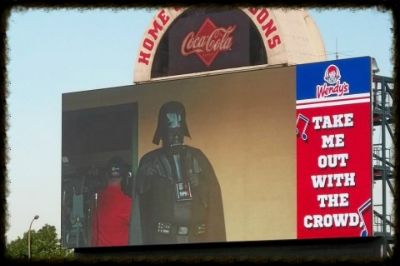 HOME
ONS
Coca-Cola
Wendy's
TAKE
ME
OUT
WITH
THE
CROWD